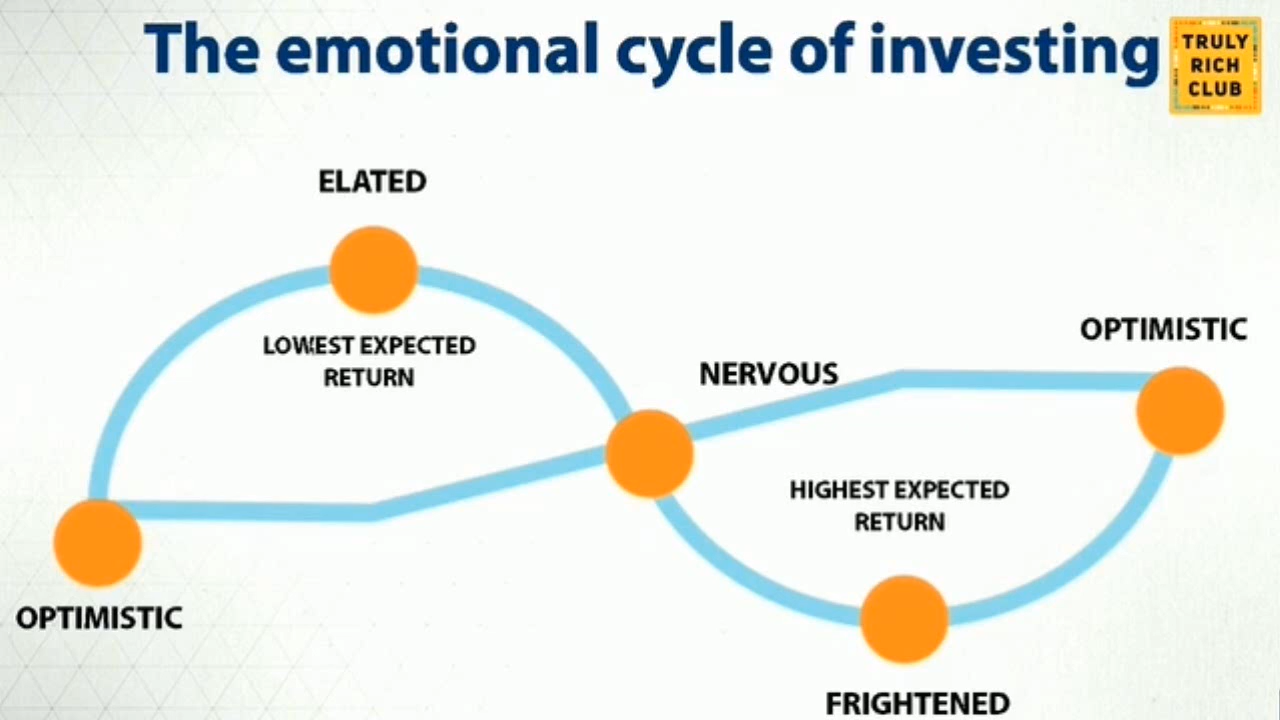 The emotional cycle of investing
TRULY
RICH
CLUB
ELATED
LOWEST EXPECTED
RETURN
OPTIMISTIC
NERVOUS
OPTIMISTIC
HIGHEST EXPECTED
RETURN
FRIGHTENED